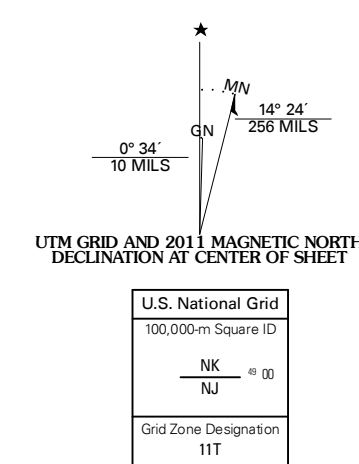 ★
MN
14° 24´
256 MILS
GN
0° 34´
10 MILS
UTM GRID AND 2011 MAGNETIC NORTH
DECLINATION AT CENTER OF SHEET
U.S. National Grid
100,000-m Square ID
NK
49 00
NJ
Grid Zone Designation
11T